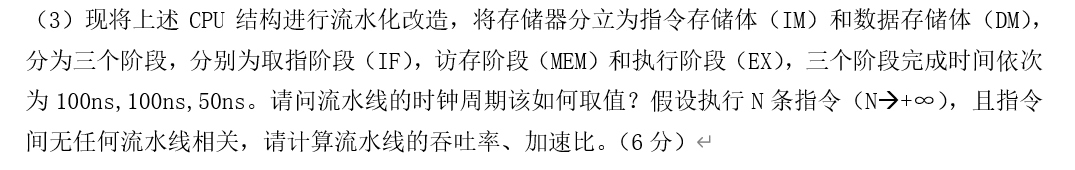 （3）现将上述 CPU 结构进行流水化改造，将存储器分立为指令存储体（IM）和数据存储体（DM），
分为三个阶段，分别为取指阶段（IF），访存阶段（MEM）和执行阶段（EX），三个阶段完成时间依次
为 100ns,100ns,50ns。请问流水线的时钟周期该如何取值？假设执行 N 条指令（N→+∞），且指令
间无任何流水线相关，请计算流水线的吞吐率、加速比。（6 分）↵